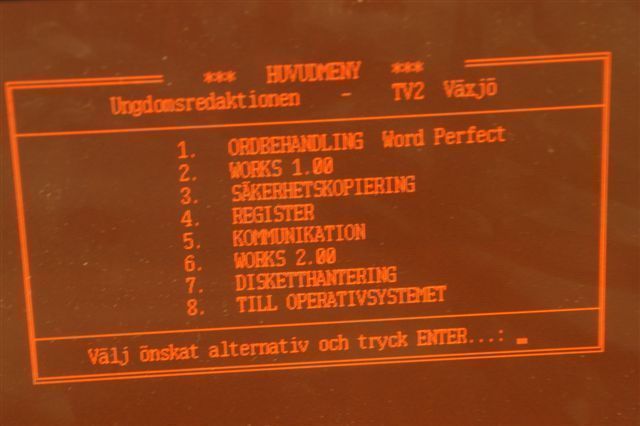 *** HUVUDMENY ***
Ungdomsredaktionen - TV2 Växjö
1. ORDBEHANDLING Word Perfect
2. WORKS 1.00
3. SÄKERHETSKOPIERING
4. REGISTER
5. KOMMUNIKATION
6. WORKS 2.00
7. DISKETTHANTERING
8. TILL OPERATIVSYSTEMET
Välj önskat alternativ och tryck ENTER...: _